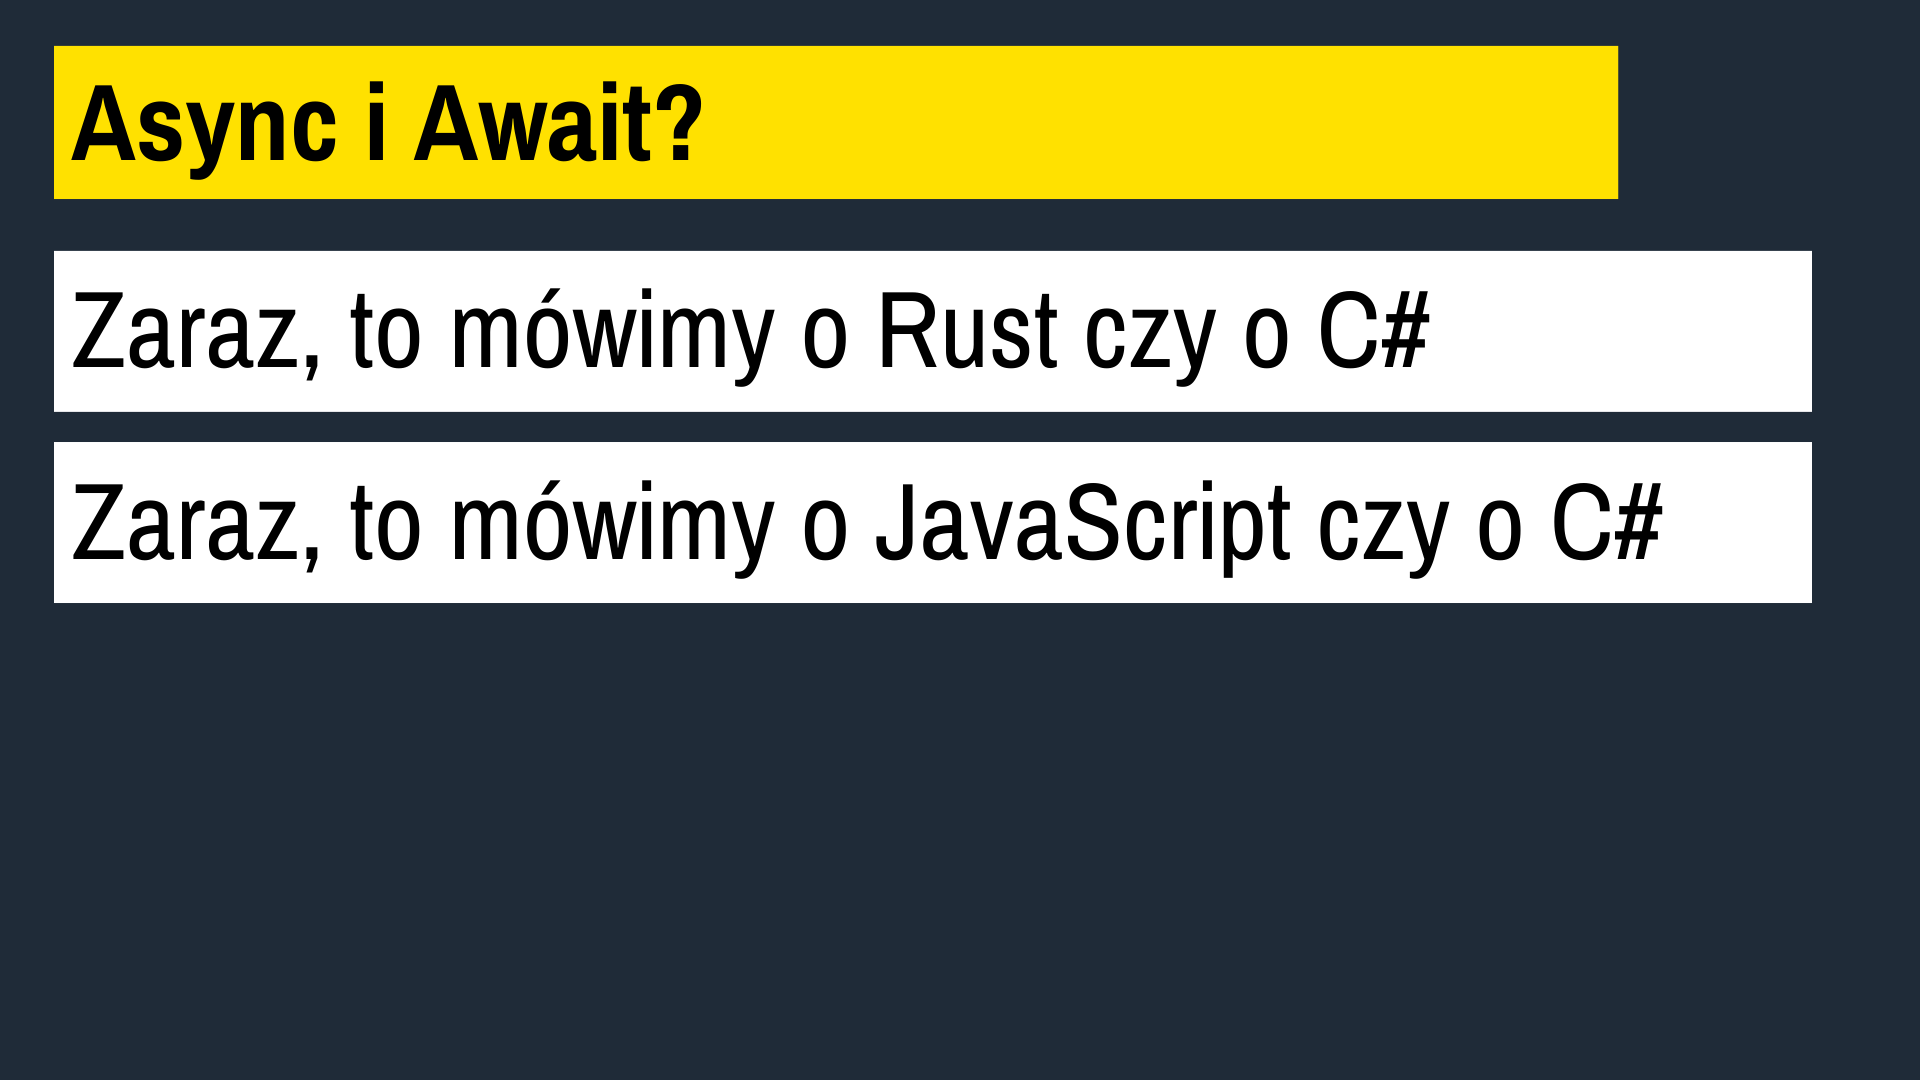 Async i Await?
Zaraz, to mówimy o Rust czy o C#
Zaraz, to mówimy o JavaScript czy o C#